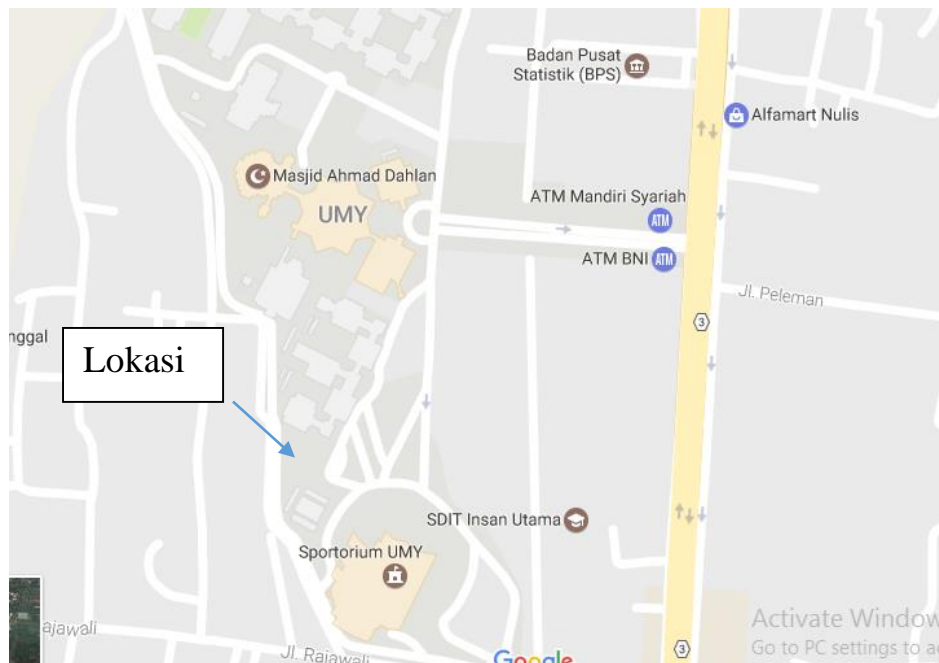 Badan Pusat
Statistik (BPS)
Alfamart Nulis
Masjid Ahmad Dahlan
ATM Mandiri Syariah
ATM
UMY
ATM BNI
ATM
Jl. Peleman
3
nggal
Lokasi
SDIT Insan Utama
Sportorium UMY
ajawali
Jl. Rajawali
Google
3
Activate Window
Go to PC settings to a